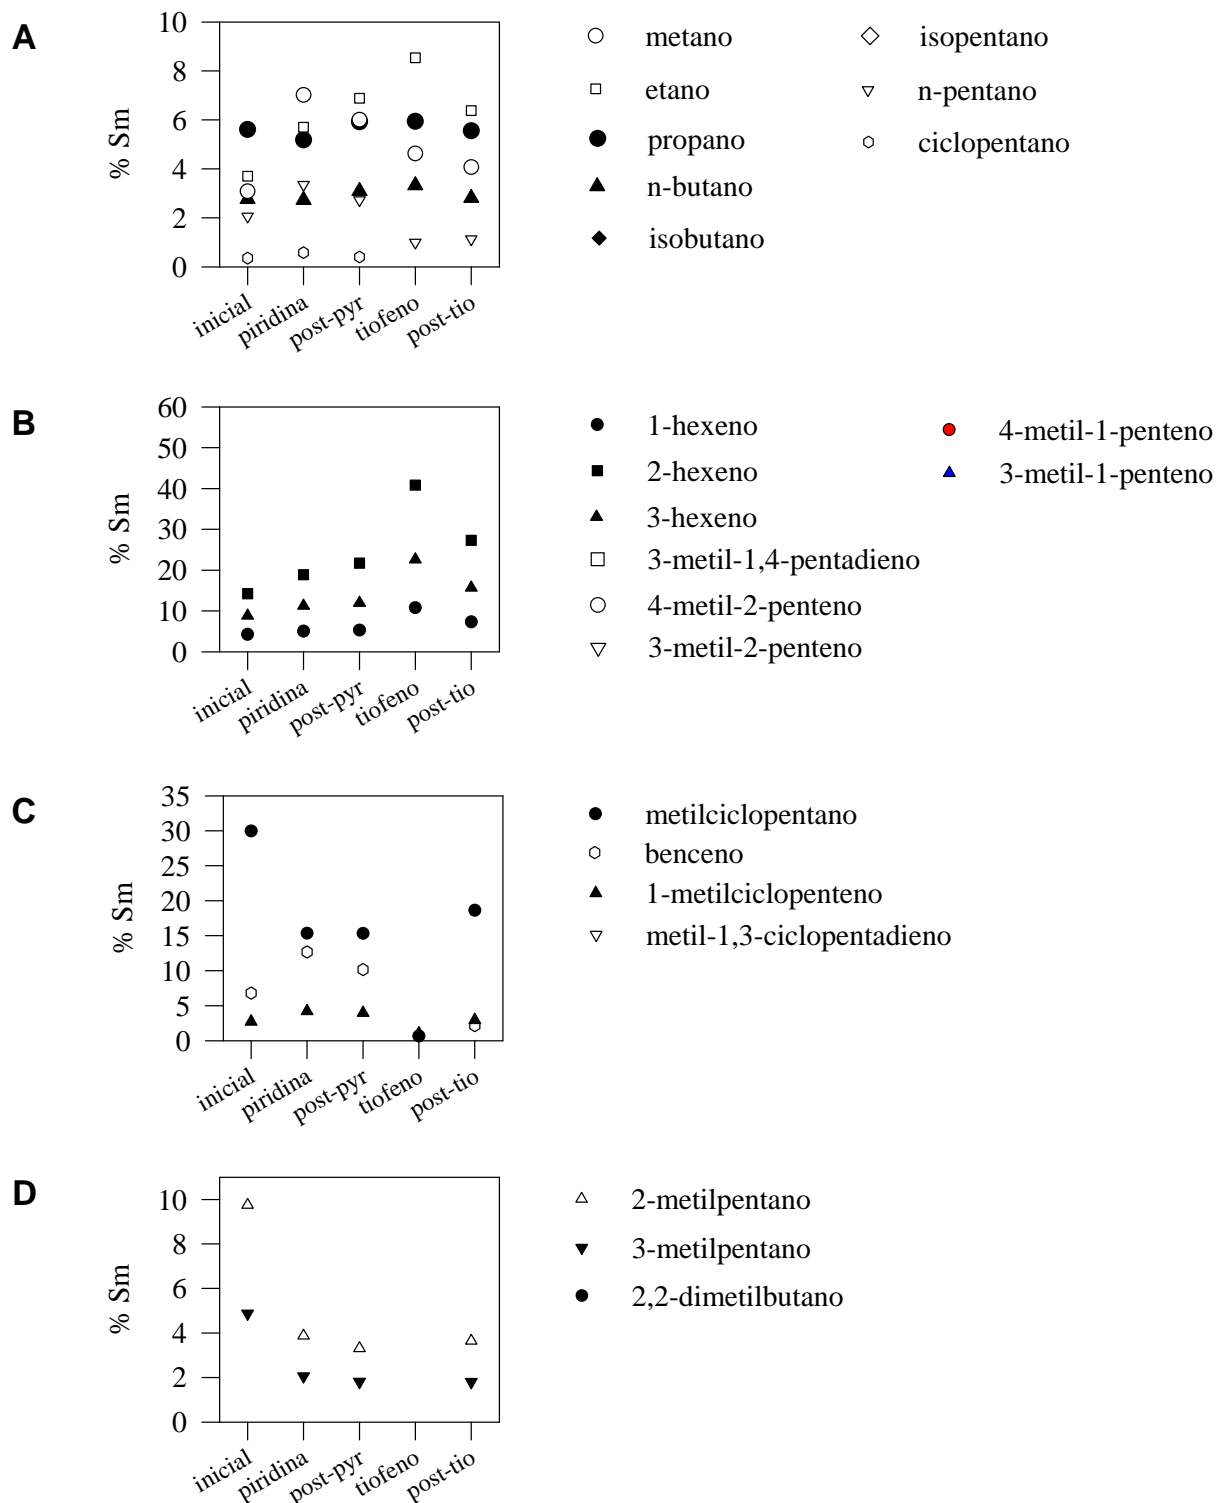 A
% Sm
10
8
6
4
2
0
inicial
piridina
post-pyr
tiofeno
post-tio
metano
etano
propano
n-butano
isobutano
isopentano
n-pentano
ciclopentano
B
% Sm
60
50
40
30
20
10
0
inicial
piridina
post-pyr
tiofeno
post-tio
1-hexeno
2-hexeno
3-hexeno
3-metil-1,4-pentadieno
4-metil-2-penteno
3-metil-2-penteno
4-metil-1-penteno
3-metil-1-penteno
C
% Sm
35
30
25
20
15
10
5
0
inicial
piridina
post-pyr
tiofeno
post-tio
metilciclopentano
benceno
1-metilciclopenteno
metil-1,3-ciclopentadieno
D
% Sm
10
8
6
4
2
0
inicial
piridina
post-pyr
tiofeno
post-tio
2-metilpentano
3-metilpentano
2,2-dimetilbutano